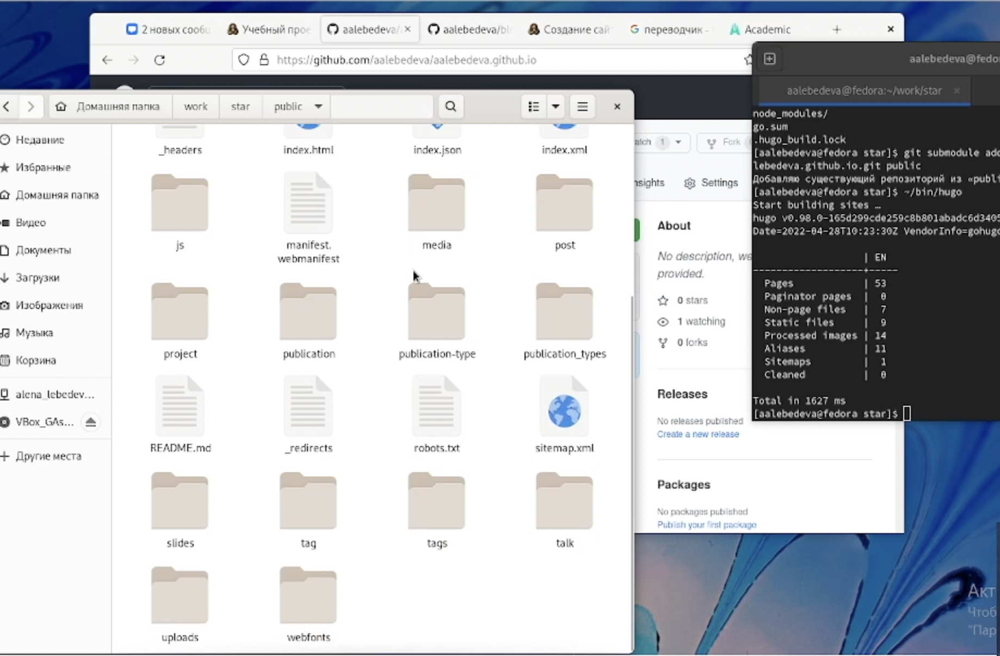 2 новых сообщ
Учебный прое
aalebedeva/
aalebedeva/bl
Создание сай
переводчик -
Academic
https://github.com/aalebedeva/aalebedeva.github.io
Домашняя папка
work
star
public
Недавние
Избранные
Домашняя папка
Видео
Документы
Загрузки
Изображения
Музыка
Корзина
alena_lebedev...
VBox_GAs...
Другие места
_headers
index.html
index.json
index.xml
js
manifest.
webmanifest
media
post
project
publication
publication-type
publication_types
README.md
_redirects
robots.txt
sitemap.xml
slides
tag
tags
talk
uploads
webfonts
atch 1
Fork
nsights
Settings
About
No description, we
provided.
0 stars
1 watching
0 forks
Releases
No releases published
Create a new release
Packages
No packages published
Publish your first package
aalebedeva@fedo
aalebedeva@fedora:~/work/star
node_modules/
go.sum
.hugo_build.lock
[aalebedeva@fedora star]$ git submodule add
lebedeva.github.io.git public
Добавляю существующий репозиторий из «publi
[aalebedeva@fedora star]$ ~/bin/hugo
Start building sites …
hugo v0.98.0-165d299cde259c8b801abadc6d3405
Date=2022-04-28T10:23:30Z VendorInfo=gohugo
| EN
-------------------+-----
Pages | 53
Paginator pages | 0
Non-page files | 7
Static files | 9
Processed images | 14
Aliases | 11
Sitemaps | 1
Cleaned | 0
Total in 1627 ms
[aalebedeva@fedora star]$
Акт
Чтоб
"Пар